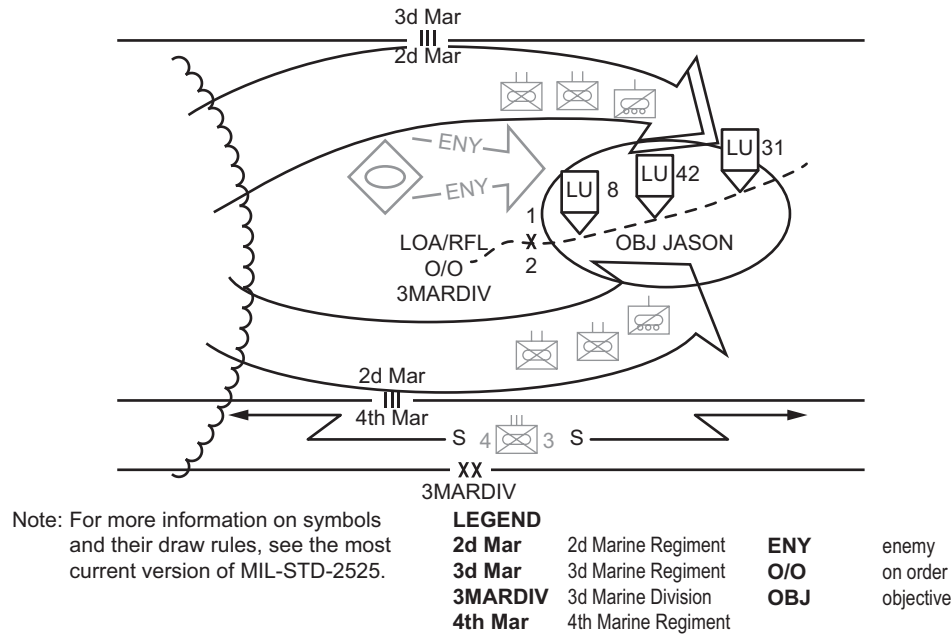 3d Mar
III
2d Mar
ENY
ENY
LU 8
LU 42
LU 31
1
X
2
LOA/RFL
O/O
3MARDIV
OBJ JASON
2d Mar
III
4th Mar
S 4 3 S
XX
3MARDIV
Note: For more information on symbols
and their draw rules, see the most
current version of MIL-STD-2525.
LEGEND
2d Mar 2d Marine Regiment ENY enemy
3d Mar 3d Marine Regiment O/O on order
3MARDIV 3d Marine Division OBJ objective
4th Mar 4th Marine Regiment